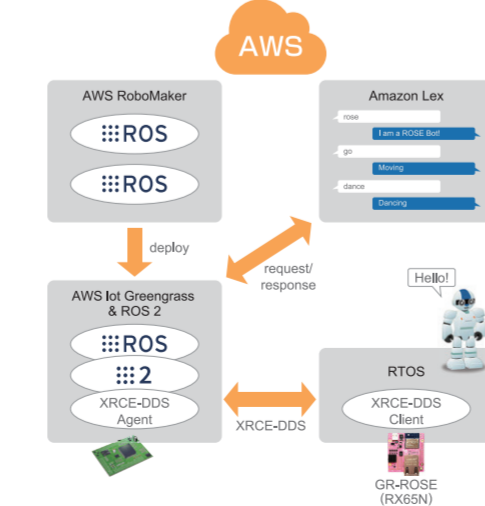 AWS
AWS RoboMaker
ROS
ROS
Amazon Lex
rose
I am a ROSE Bot!
go
Moving
dance
Dancing
deploy
request/
response
AWS Iot Greengrass
& ROS 2
ROS
2
XRCE-DDS
Agent
XRCE-DDS
Hello!
RTOS
XRCE-DDS
Client
GR-ROSE
(RX65N)